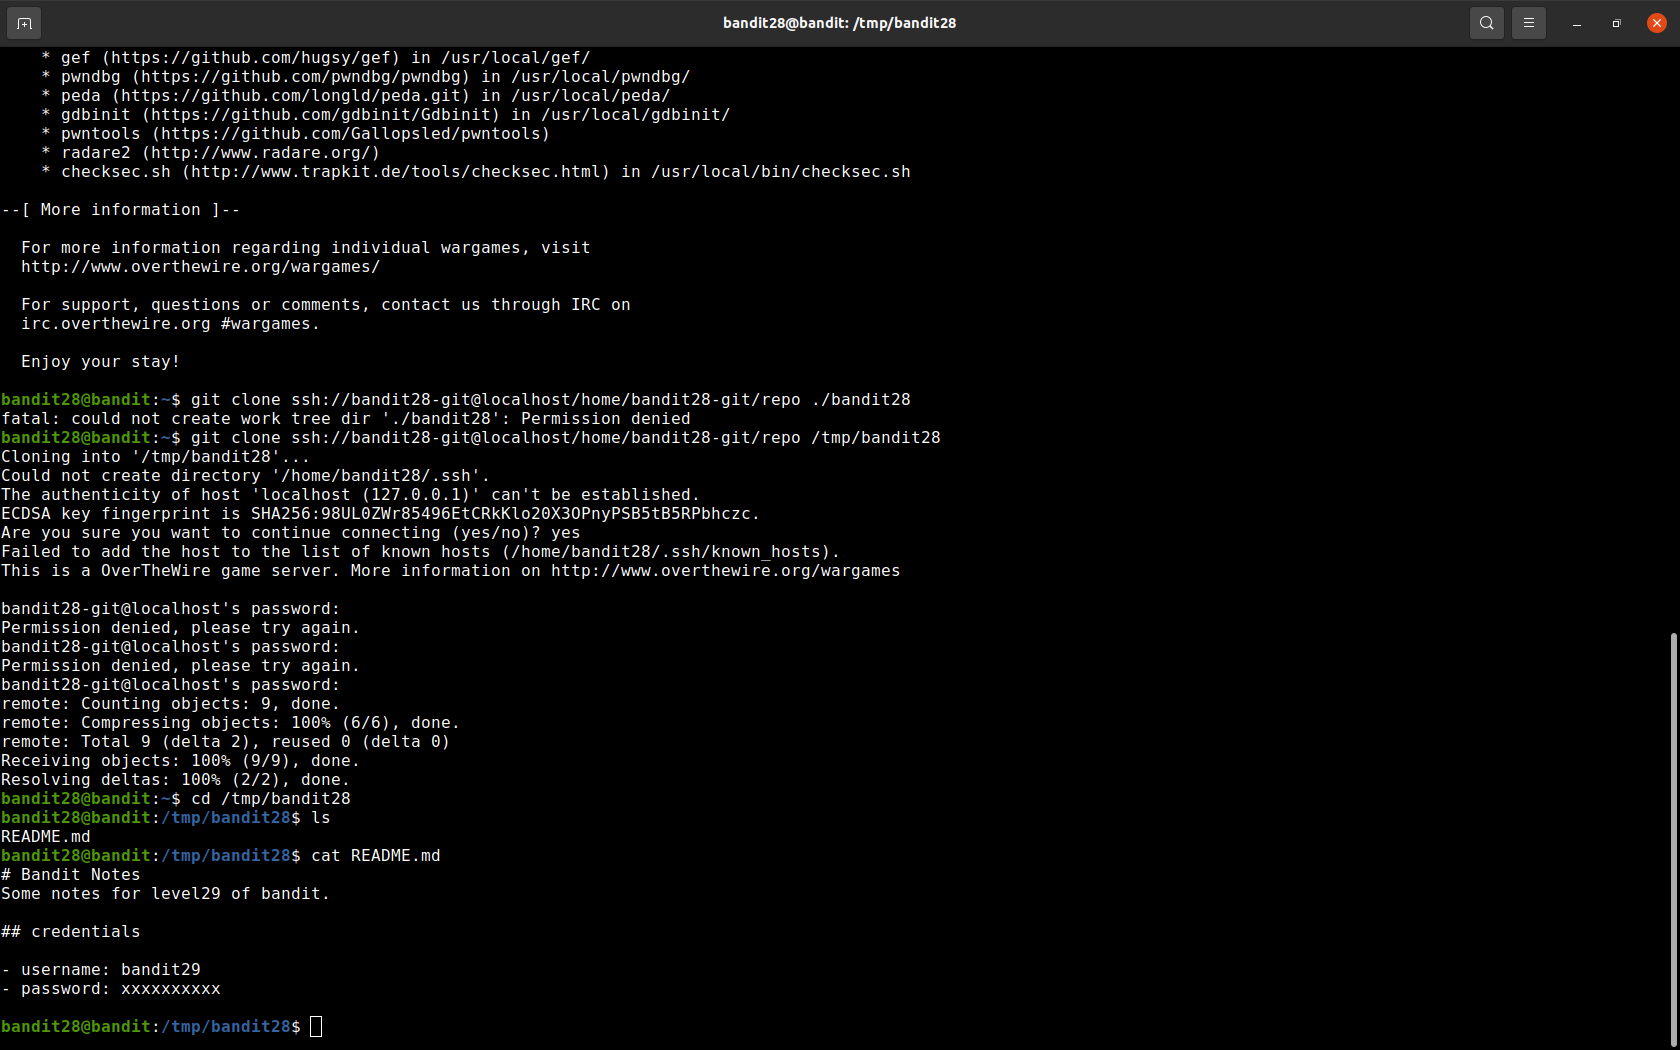 bandit28@bandit: /tmp/bandit28
* gef (https://github.com/hugsy/gef) in /usr/local/gef/
* pwndbg (https://github.com/pwndbg/pwndbg) in /usr/local/pwndbg/
* peda (https://github.com/longld/peda.git) in /usr/local/peda/
* gdbinit (https://github.com/gdbinit/Gdbinit) in /usr/local/gdbinit/
* pwntools (https://github.com/Gallopsled/pwntools)
* radare2 (http://www.radare.org/)
* checksec.sh (http://www.trapkit.de/tools/checksec.html) in /usr/local/bin/checksec.sh
--[ More information ]--
For more information regarding individual wargames, visit
http://www.overthewire.org/wargames/
For support, questions or comments, contact us through IRC on
irc.overthewire.org #wargames.
Enjoy your stay!
bandit28@bandit:~$ git clone ssh://bandit28-git@localhost/home/bandit28-git/repo ./bandit28
fatal: could not create work tree dir './bandit28': Permission denied
bandit28@bandit:~$ git clone ssh://bandit28-git@localhost/home/bandit28-git/repo /tmp/bandit28
Cloning into '/tmp/bandit28'...
Could not create directory '/home/bandit28/.ssh'.
The authenticity of host 'localhost (127.0.0.1)' can't be established.
ECDSA key fingerprint is SHA256:98UL0ZWr85496EtCRkKlo20X3OPnyPSB5tB5RPbhczc.
Are you sure you want to continue connecting (yes/no)? yes
Failed to add the host to the list of known hosts (/home/bandit28/.ssh/known_hosts).
This is a OverTheWire game server. More information on http://www.overthewire.org/wargames
bandit28-git@localhost's password:
Permission denied, please try again.
bandit28-git@localhost's password:
Permission denied, please try again.
bandit28-git@localhost's password:
remote: Counting objects: 9, done.
remote: Compressing objects: 100% (6/6), done.
remote: Total 9 (delta 2), reused 0 (delta 0)
Receiving objects: 100% (9/9), done.
Resolving deltas: 100% (2/2), done.
bandit28@bandit:~$ cd /tmp/bandit28
bandit28@bandit:/tmp/bandit28$ ls
README.md
bandit28@bandit:/tmp/bandit28$ cat README.md
# Bandit Notes
Some notes for level29 of bandit.
## credentials
- username: bandit29
- password: xxxxxxxxxx
bandit28@bandit:/tmp/bandit28$